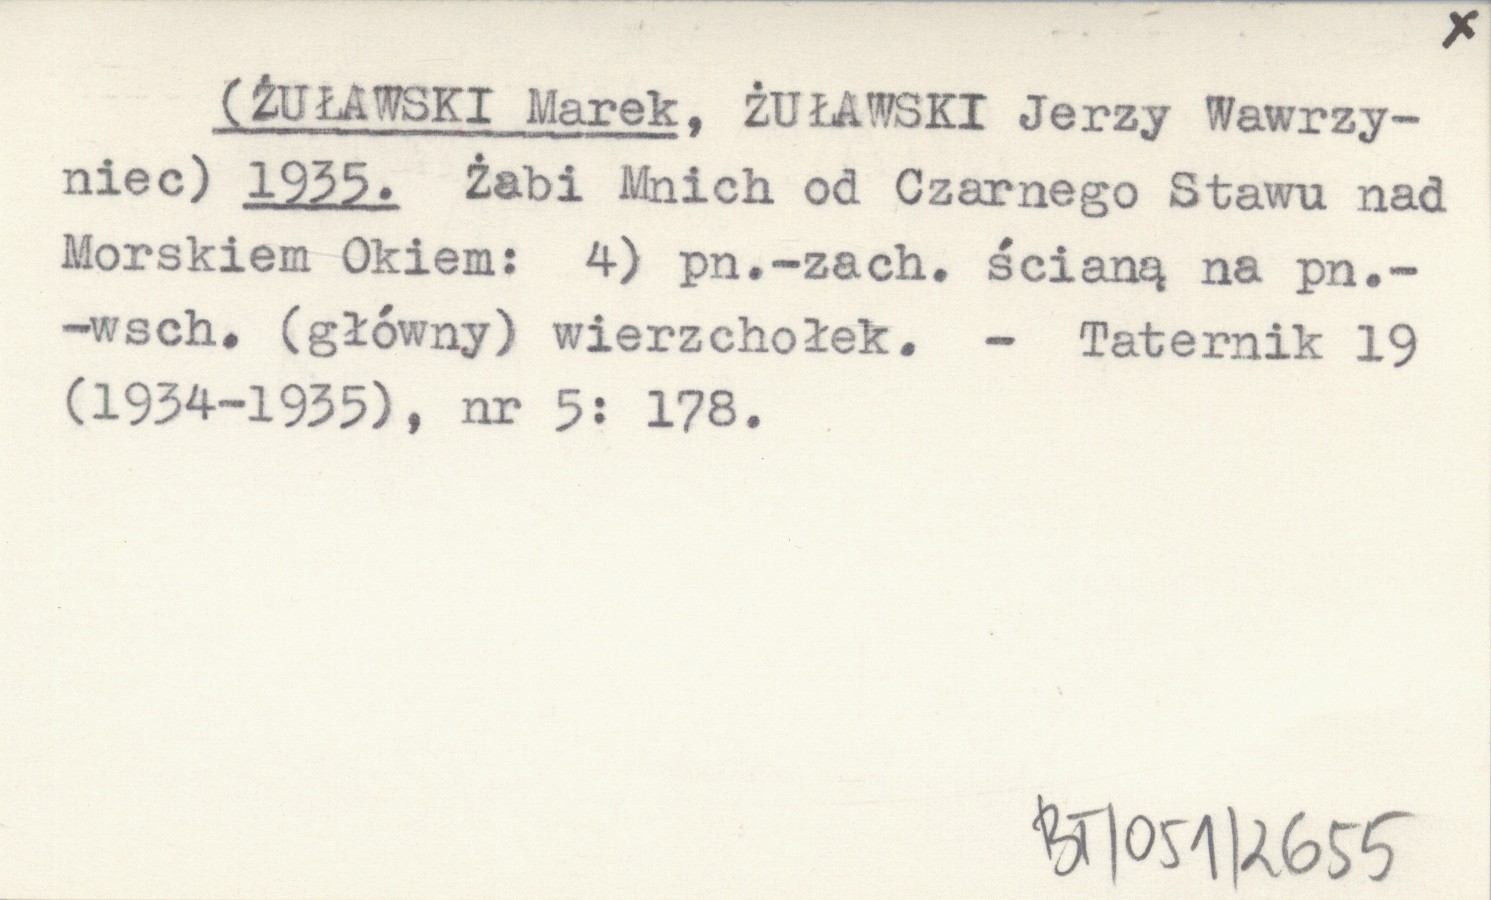 x
(ŻUŁAWSKI Marek, ŻUŁAWSKI Jerzy Wawrzy-
niec) 1935. Żabi Mnich od Czarnego Stawu nad
Morskiem Okiem: 4) pn.-zach. ścianą na pn.-
-wsch. (główny) wierzchołek. - Taternik 19
(1934-1935), nr 5: 178.
BT/051/2655